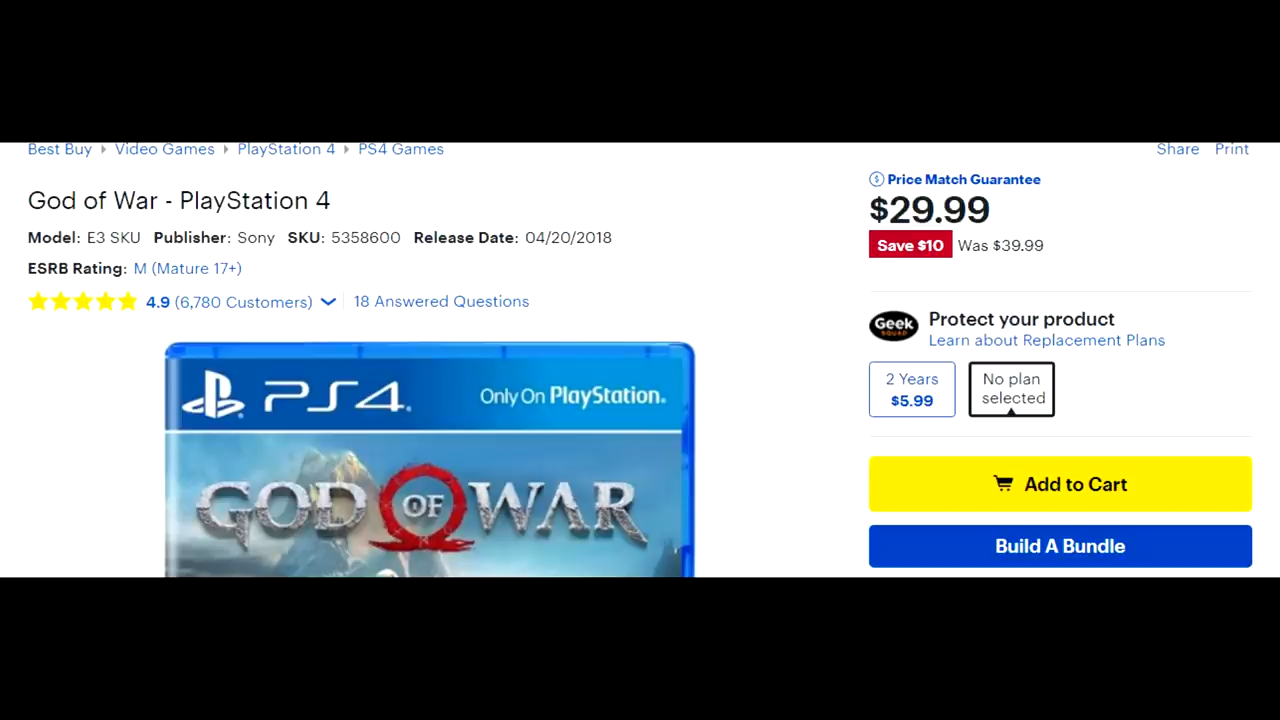 Best Buy Video Games PlayStation 4 PS4 Games
Share Print
God of War - PlayStation 4
Model: E3 SKU Publisher: Sony SKU: 5358600 Release Date: 04/20/2018
ESRB Rating: M (Mature 17+)
4.9 (6,780 Customers) 18 Answered Questions
PS4 Only On PlayStation.
GOD OF WAR
Price Match Guarantee
$29.99
Save $10 Was $39.99
Geek SQUAD
Protect your product
Learn about Replacement Plans
2 Years
$5.99
No plan
selected
Add to Cart
Build A Bundle